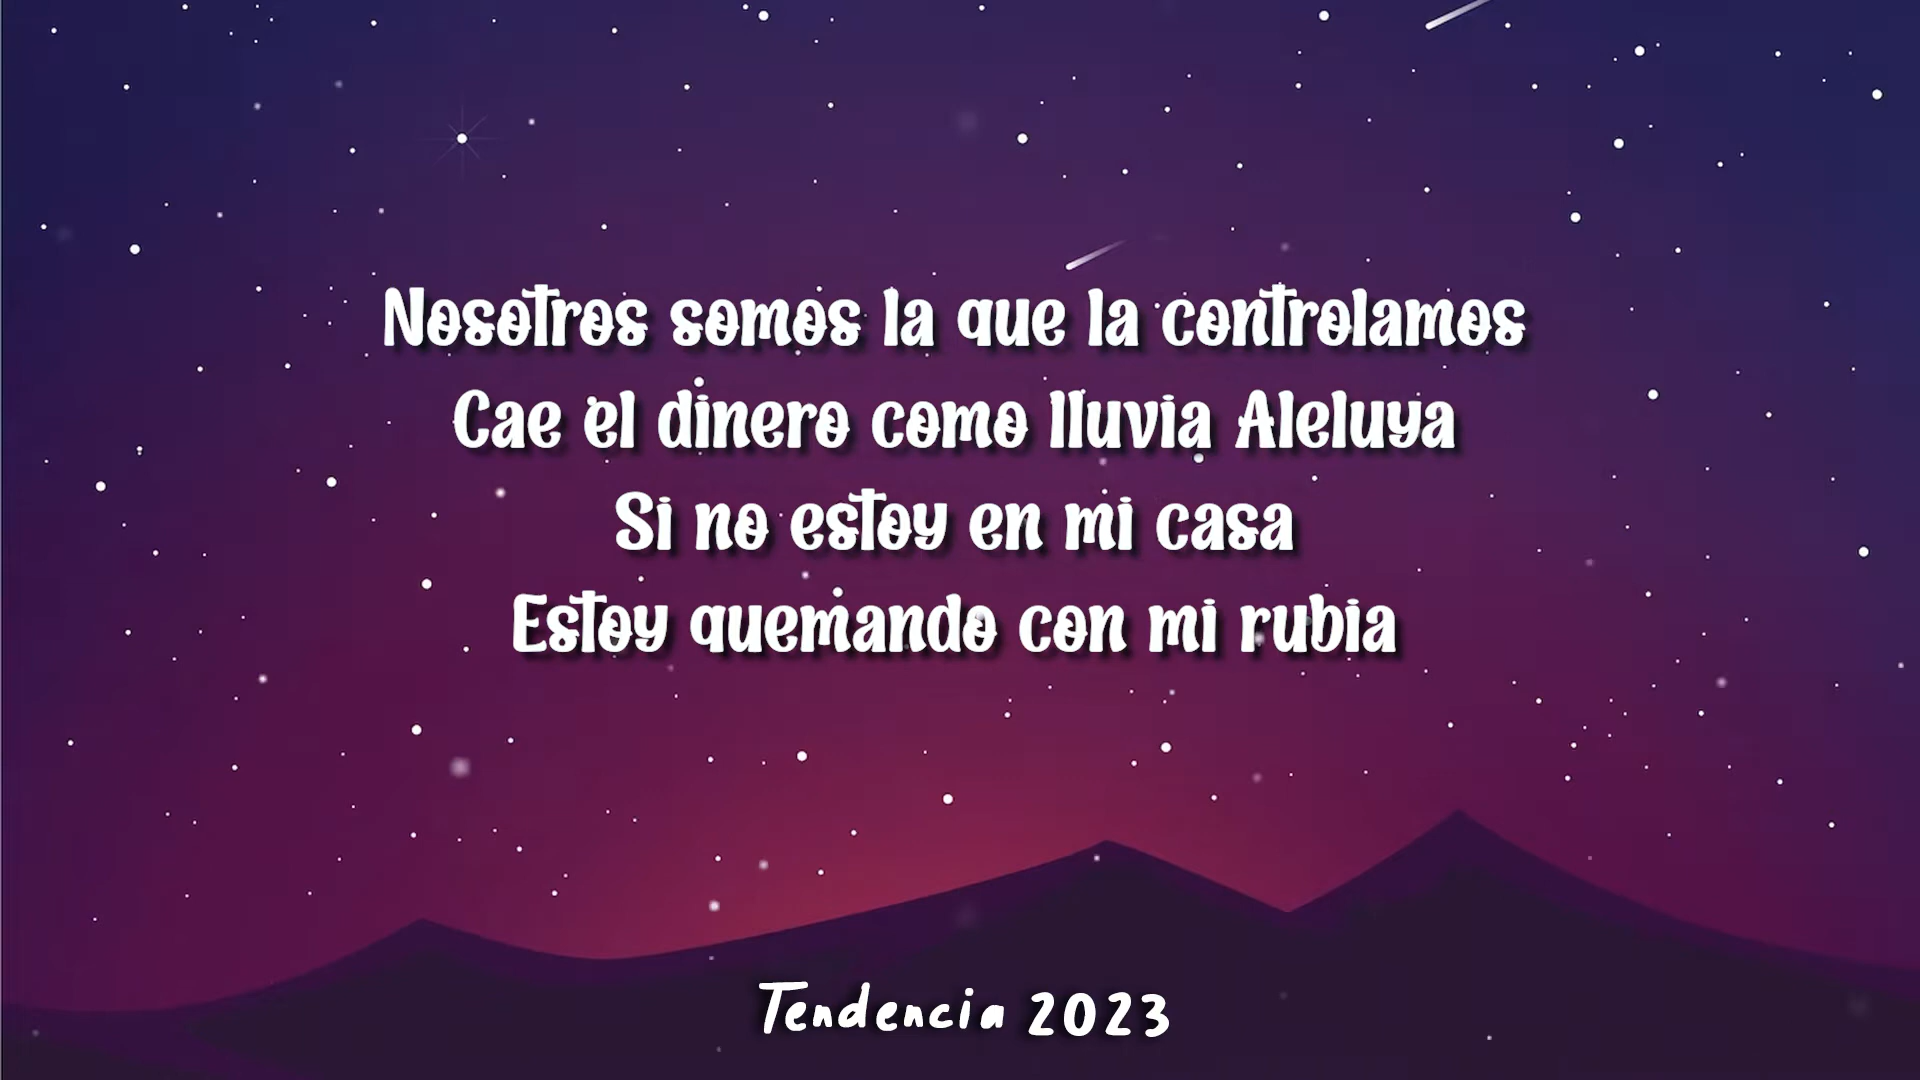 Nosotros somos la que la controlamos
Cae el dinero como lluvia Aleluya
Si no estoy en mi casa
Estoy quemando con mi rubia
Tendencia 2023